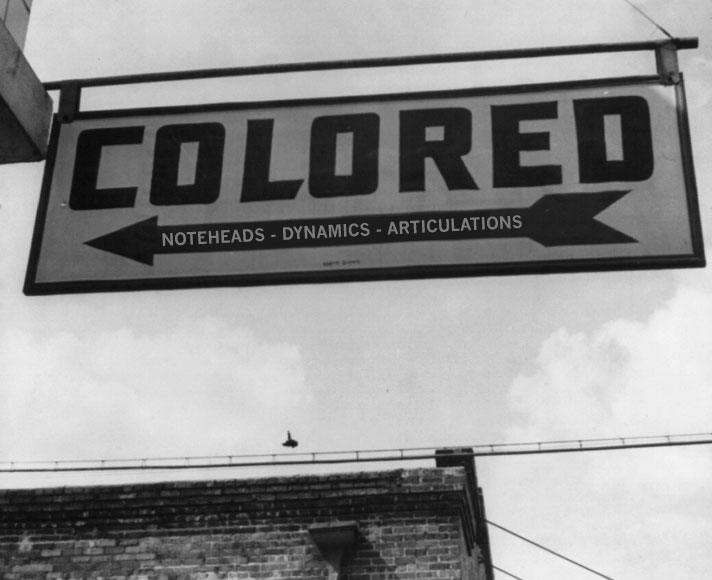 COLORED
NOTEHEADS - DYNAMICS - ARTICULATIONS